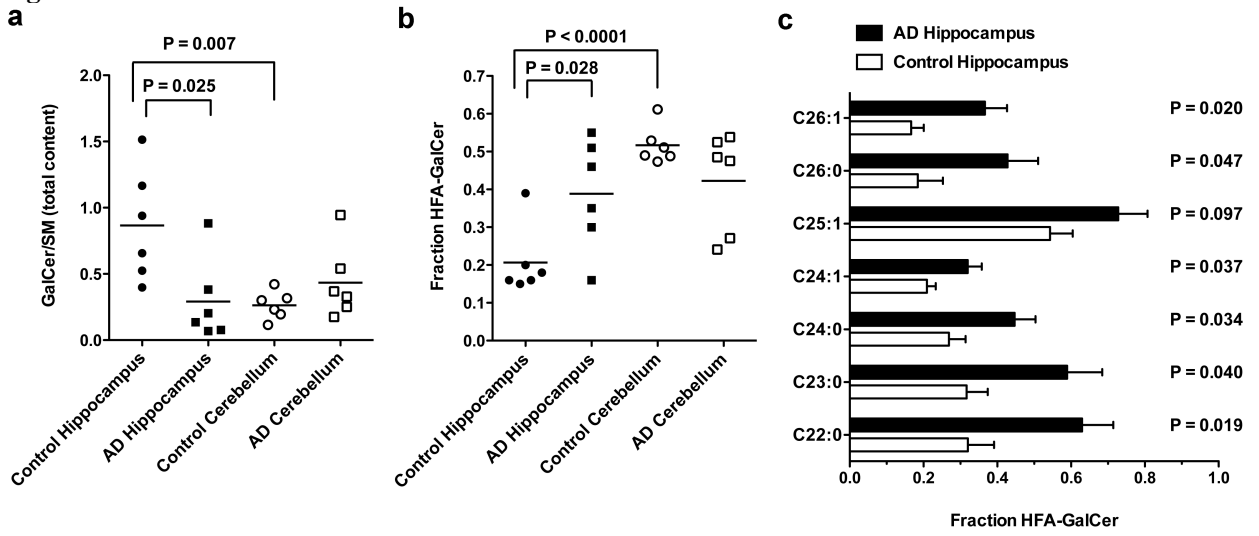 a
P = 0.007
P = 0.025
GalCer/SM (total content)
2.0
1.5
1.0
0.5
0.0
Control Hippocampus
AD Hippocampus
Control Cerebellum
AD Cerebellum
b
P < 0.0001
P = 0.028
Fraction HFA-GalCer
0.7
0.6
0.5
0.4
0.3
0.2
0.1
0.0
Control Hippocampus
AD Hippocampus
Control Cerebellum
AD Cerebellum
c
AD Hippocampus
Control Hippocampus
C26:1 P = 0.020
C26:0 P = 0.047
C25:1 P = 0.097
C24:1 P = 0.037
C24:0 P = 0.034
C23:0 P = 0.040
C22:0 P = 0.019
0.0 0.2 0.4 0.6 0.8 1.0
Fraction HFA-GalCer